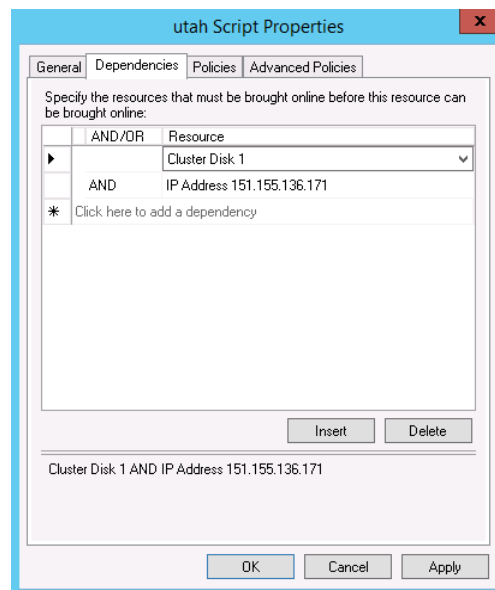 utah Script Properties
x
General Dependencies Policies Advanced Policies
Specify the resources that must be brought online before this resource can
be brought online:
AND/OR Resource
Cluster Disk 1
AND IP Address 151.155.136.171
Click here to add a dependency
Insert Delete
Cluster Disk 1 AND IP Address 151.155.136.171
OK Cancel Apply